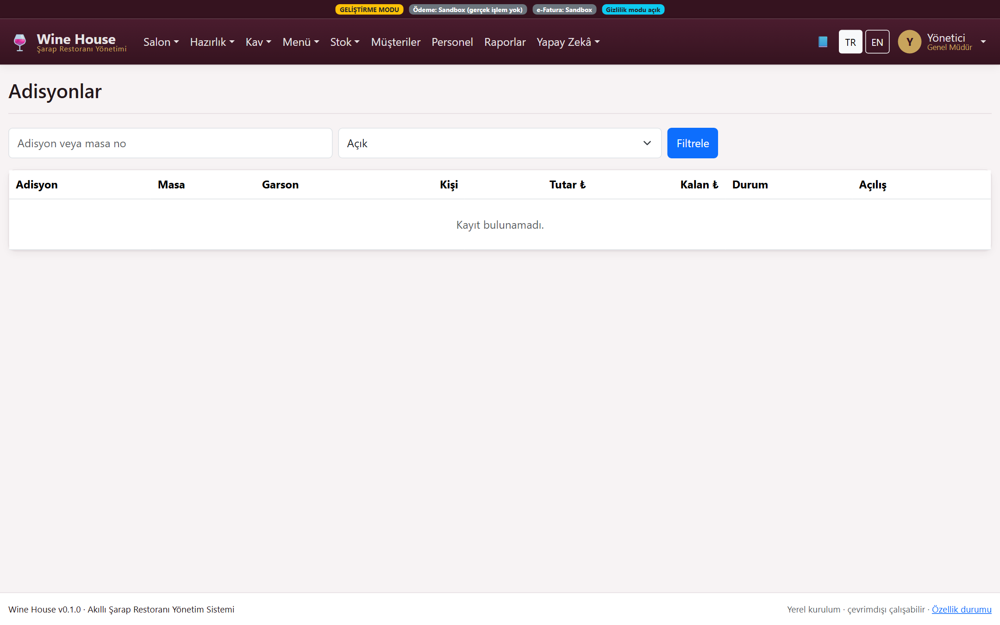 GELİŞTİRME MODU Ödeme: Sandbox (gerçek işlem yok) e-Fatura: Sandbox Gizlilik modu açık
Wine House
Şarap Restoranı Yönetimi
Salon Hazırlık Kav Menü Stok Müşteriler Personel Raporlar Yapay Zekâ
TR EN
Y
Yönetici
Genel Müdür
Adisyonlar
Adisyon veya masa no
Açık
Filtrele
Adisyon Masa Garson Kişi Tutar ₺ Kalan ₺ Durum Açılış
Kayıt bulunamadı.
Wine House v0.1.0 · Akıllı Şarap Restoranı Yönetim Sistemi
Yerel kurulum · çevrimdışı çalışabilir · Özellik durumu